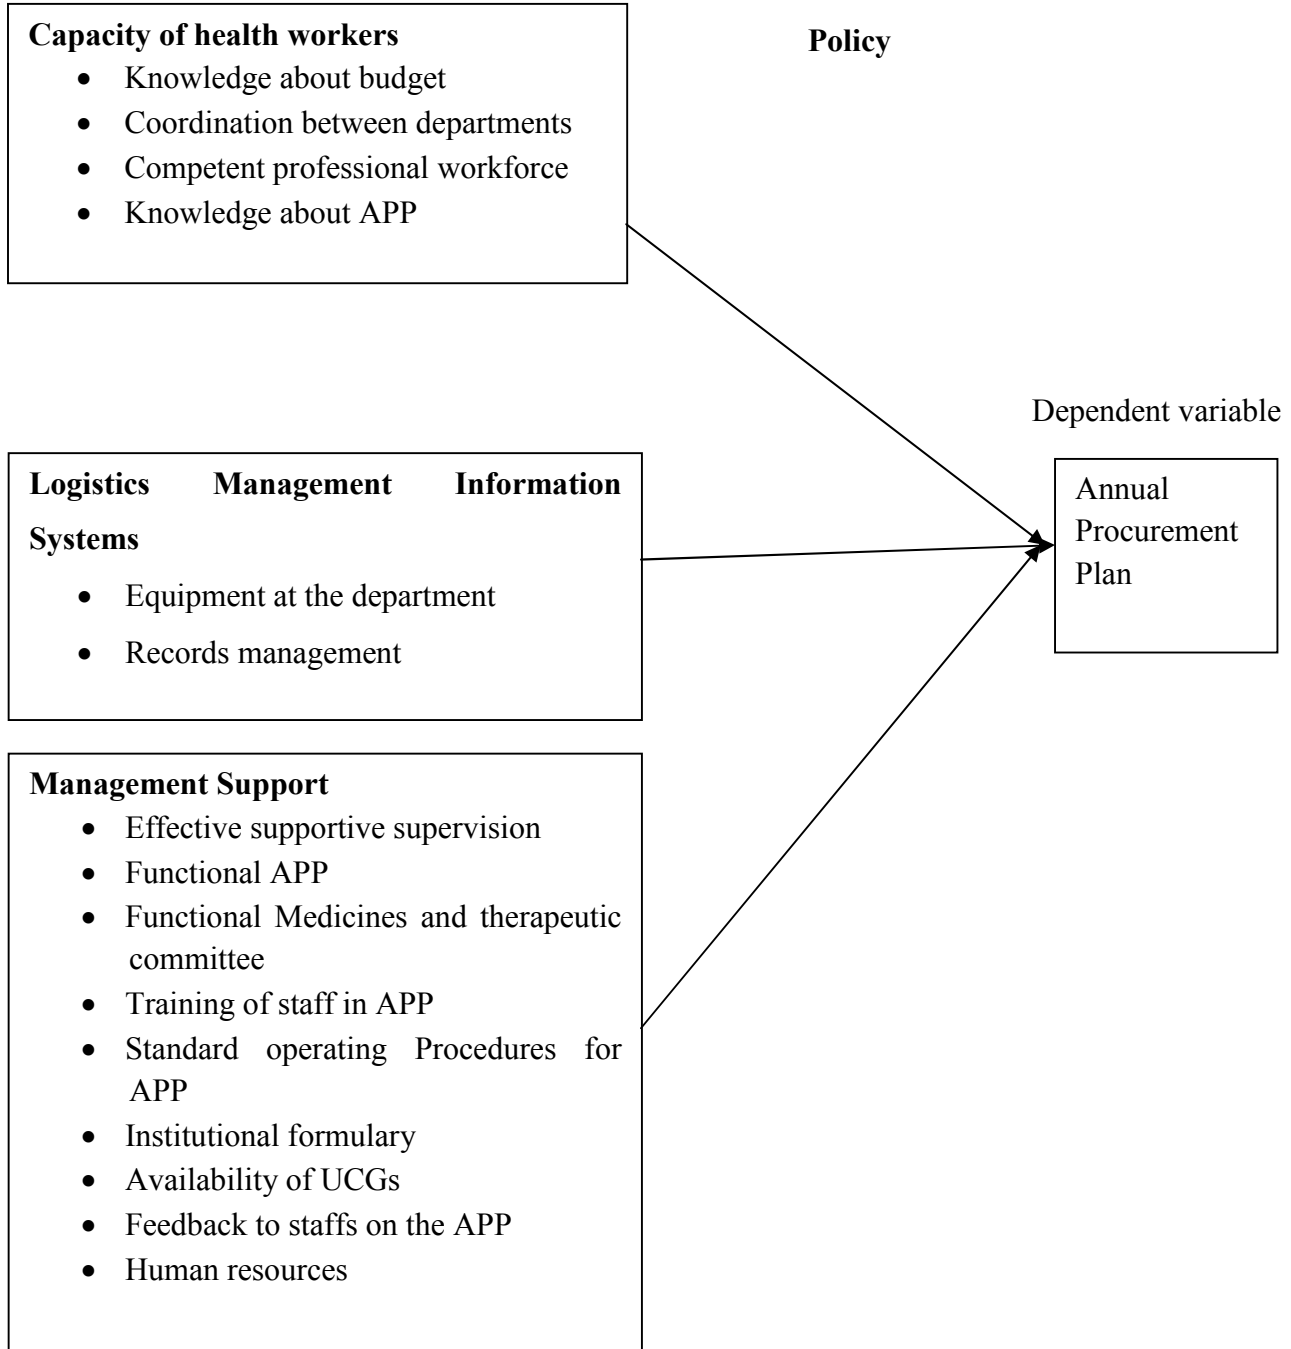 Capacity of health workers
• Knowledge about budget
• Coordination between departments
• Competent professional workforce
• Knowledge about APP
Policy
Logistics Management Information
Systems
• Equipment at the department
• Records management
Dependent variable
Annual
Procurement
Plan
Management Support
• Effective supportive supervision
• Functional APP
• Functional Medicines and therapeutic
committee
• Training of staff in APP
• Standard operating Procedures for
APP
• Institutional formulary
• Availability of UCGs
• Feedback to staffs on the APP
• Human resources